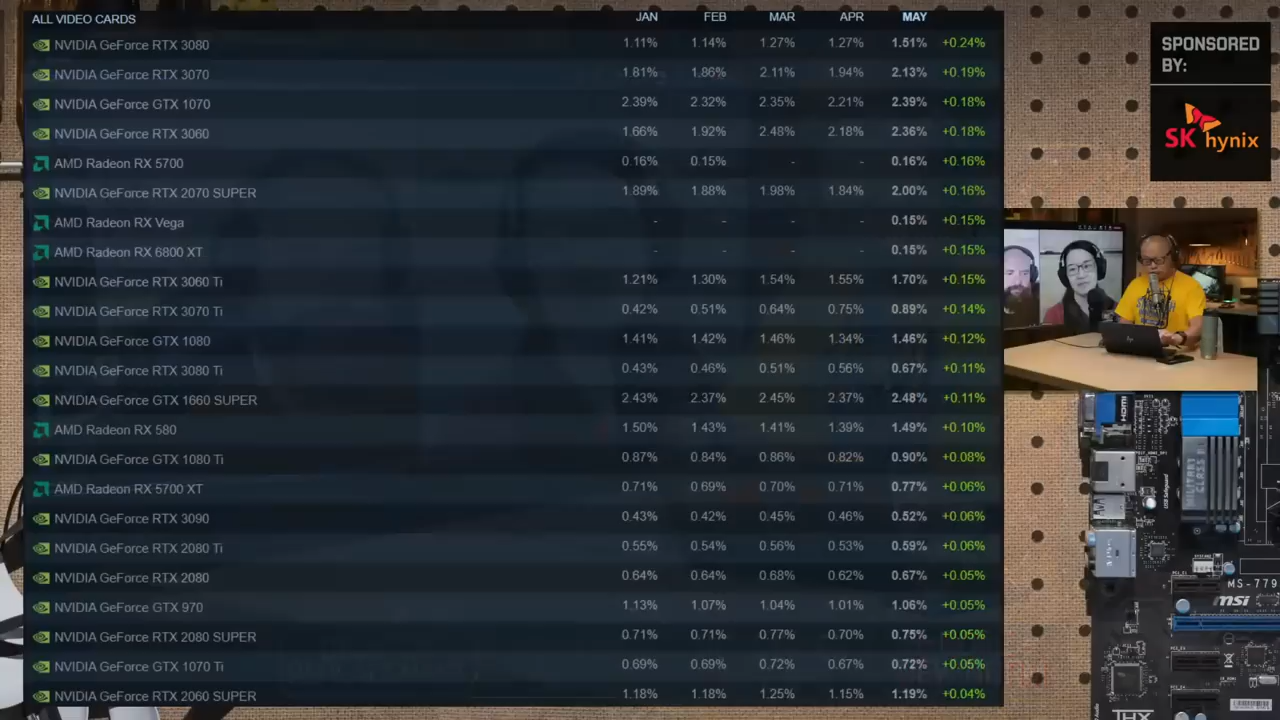 ALL VIDEO CARDS JAN FEB MAR APR MAY
NVIDIA GeForce RTX 3080 1.11% 1.14% 1.27% 1.27% 1.51% +0.24%
NVIDIA GeForce RTX 3070 1.81% 1.86% 2.11% 1.94% 2.13% +0.19%
NVIDIA GeForce GTX 1070 2.39% 2.32% 2.35% 2.21% 2.39% +0.18%
NVIDIA GeForce RTX 3060 1.66% 1.92% 2.48% 2.18% 2.36% +0.18%
AMD Radeon RX 5700 0.16% 0.15% - - 0.16% +0.16%
NVIDIA GeForce RTX 2070 SUPER 1.89% 1.88% 1.98% 1.84% 2.00% +0.16%
AMD Radeon RX Vega - - - - 0.15% +0.15%
AMD Radeon RX 6800 XT - - - - 0.15% +0.15%
NVIDIA GeForce RTX 3060 Ti 1.21% 1.30% 1.54% 1.55% 1.70% +0.15%
NVIDIA GeForce RTX 3070 Ti 0.42% 0.51% 0.64% 0.75% 0.89% +0.14%
NVIDIA GeForce GTX 1080 1.41% 1.42% 1.46% 1.34% 1.46% +0.12%
NVIDIA GeForce RTX 3080 Ti 0.43% 0.46% 0.51% 0.56% 0.67% +0.11%
NVIDIA GeForce GTX 1660 SUPER 2.43% 2.37% 2.45% 2.37% 2.48% +0.11%
AMD Radeon RX 580 1.50% 1.43% 1.41% 1.39% 1.49% +0.10%
NVIDIA GeForce GTX 1080 Ti 0.87% 0.84% 0.86% 0.82% 0.90% +0.08%
AMD Radeon RX 5700 XT 0.71% 0.69% 0.70% 0.71% 0.77% +0.06%
NVIDIA GeForce RTX 3090 0.43% 0.42% 0.45% 0.46% 0.52% +0.06%
NVIDIA GeForce RTX 2080 Ti 0.55% 0.54% 0.56% 0.53% 0.59% +0.06%
NVIDIA GeForce RTX 2080 0.64% 0.64% 0.68% 0.62% 0.67% +0.05%
NVIDIA GeForce GTX 970 1.13% 1.07% 1.04% 1.01% 1.06% +0.05%
NVIDIA GeForce RTX 2080 SUPER 0.71% 0.71% 0.77% 0.70% 0.75% +0.05%
NVIDIA GeForce GTX 1070 Ti 0.69% 0.69% 0.72% 0.67% 0.72% +0.05%
NVIDIA GeForce RTX 2060 SUPER 1.18% 1.18% 1.25% 1.15% 1.19% +0.04%
SPONSORED
BY:
SK hynix
HDMI
MILITARY
CLASS
USB Safeguard
MS-779
msi
THX